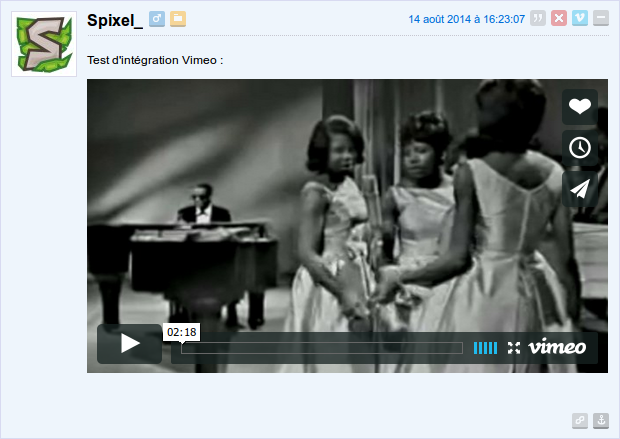 Spixel_
14 août 2014 à 16:23:07
Test d'intégration Vimeo :
02:18
vimeo